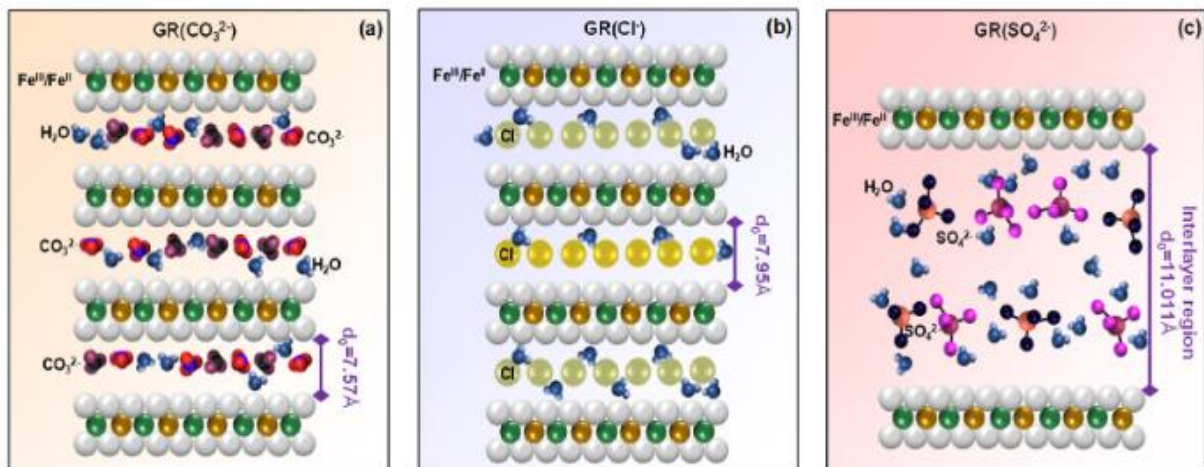 GR(CO₃²⁻)
(a)
Feᴵᴵᴵ/Feᴵᴵ
H₂O
CO₃²⁻
CO₃²⁻
H₂O
CO₃²⁻
d₀=7.57Å
GR(Cl⁻)
(b)
Feᴵᴵᴵ/Feᴵᴵ
Cl
H₂O
Cl
d₀=7.95Å
Cl
GR(SO₄²⁻)
(c)
Feᴵᴵᴵ/Feᴵᴵ
H₂O
SO₄²⁻
SO₄²⁻
Interlayer region
d₀=11.011Å